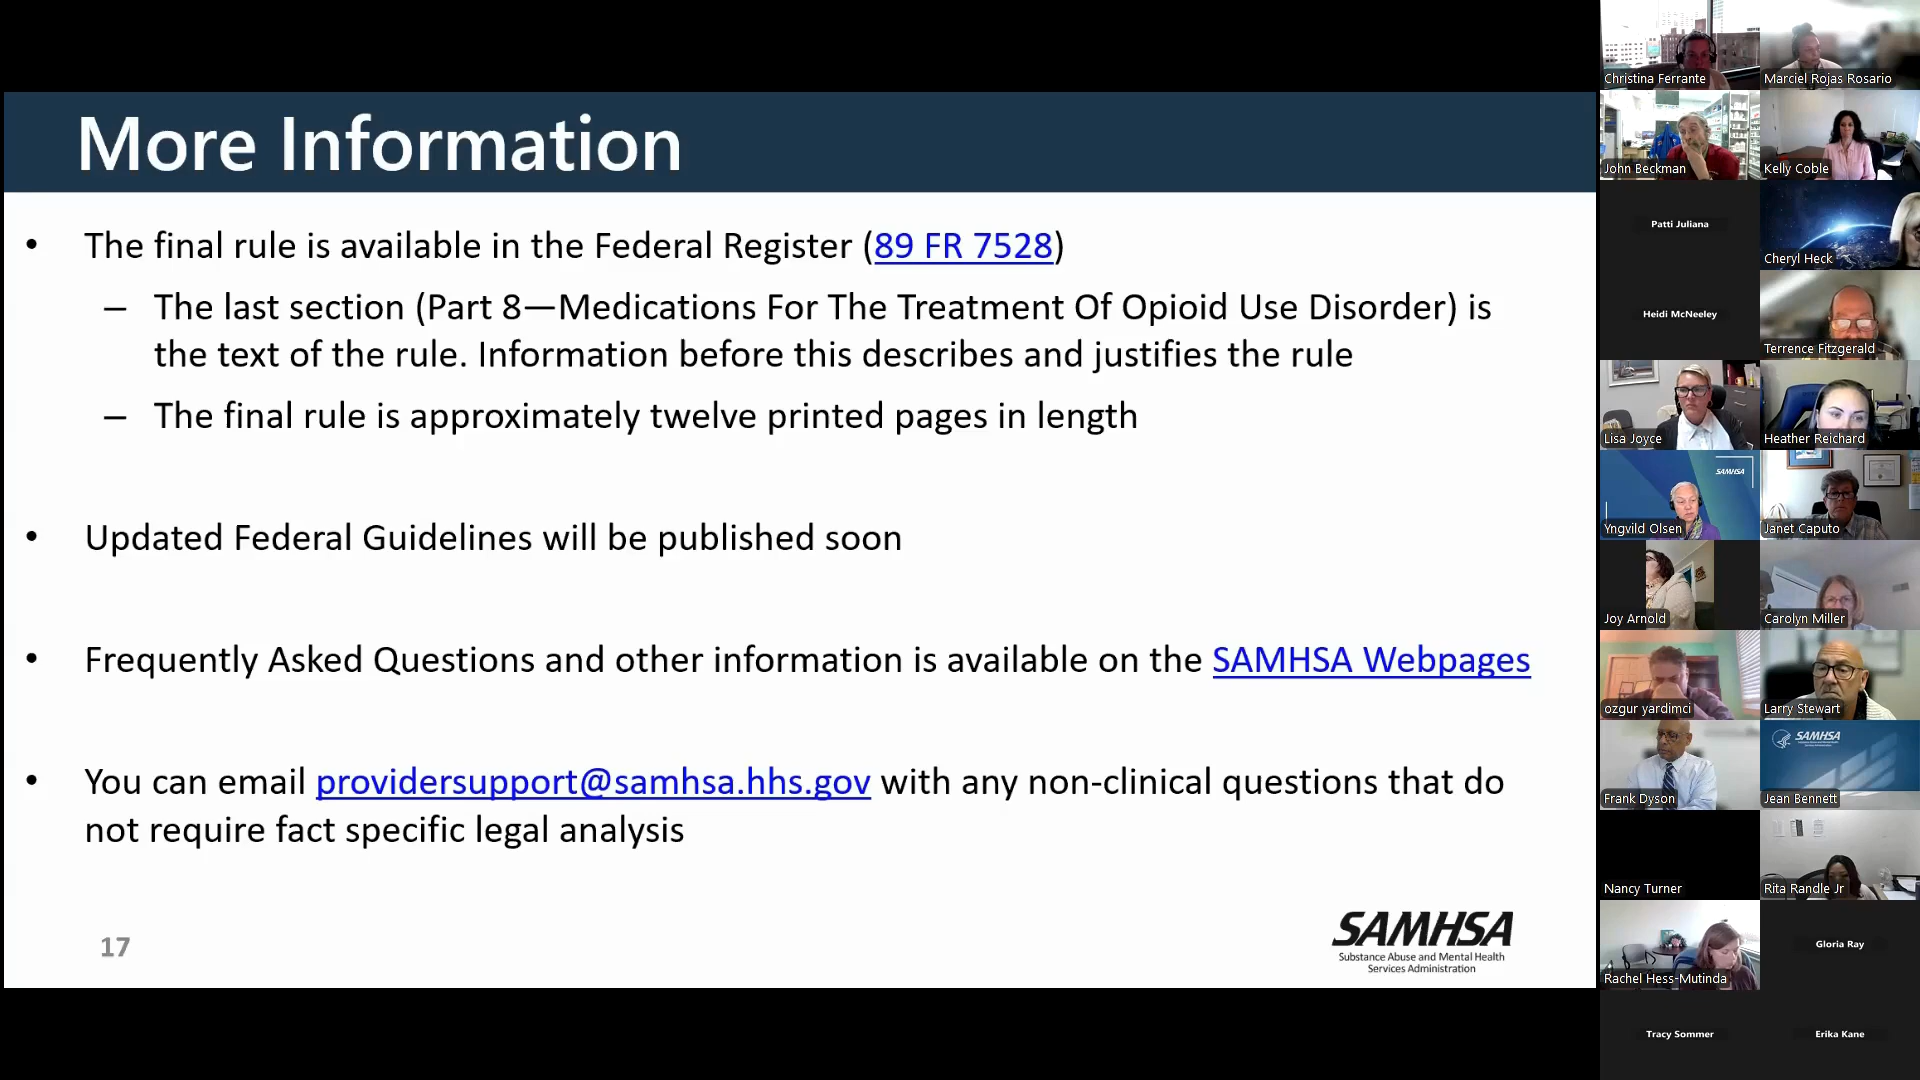 More Information
• The final rule is available in the Federal Register (89 FR 7528)
– The last section (Part 8—Medications For The Treatment Of Opioid Use Disorder) is
the text of the rule. Information before this describes and justifies the rule
– The final rule is approximately twelve printed pages in length
• Updated Federal Guidelines will be published soon
• Frequently Asked Questions and other information is available on the SAMHSA Webpages
• You can email providersupport@samhsa.hhs.gov with any non-clinical questions that do
not require fact specific legal analysis
17
SAMHSA
Substance Abuse and Mental Health
Services Administration
Christina Ferrante
Marciel Rojas Rosario
John Beckman
Kelly Coble
Patti Juliana
Cheryl Heck
Heidi McNeeley
Terrence Fitzgerald
Lisa Joyce
Heather Reichard
SAMHSA
Yngvild Olsen
Janet Caputo
Joy Arnold
Carolyn Miller
ozgur yardimci
Larry Stewart
Frank Dyson
SAMHSA
Jean Bennett
Nancy Turner
Rita Randle Jr
Rachel Hess-Mutinda
Gloria Ray
Tracy Sommer
Erika Kane